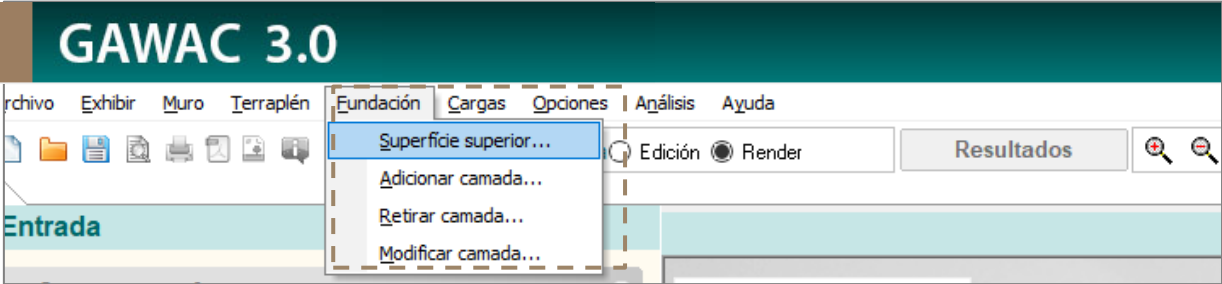 GAWAC 3.0
rchivo Exhibir Muro Terraplén Fundación Cargas Opciones Análisis Ayuda
Superfície superior...
Edición Render Resultados
Adicionar camada...
Retirar camada...
Entrada
Modificar camada...